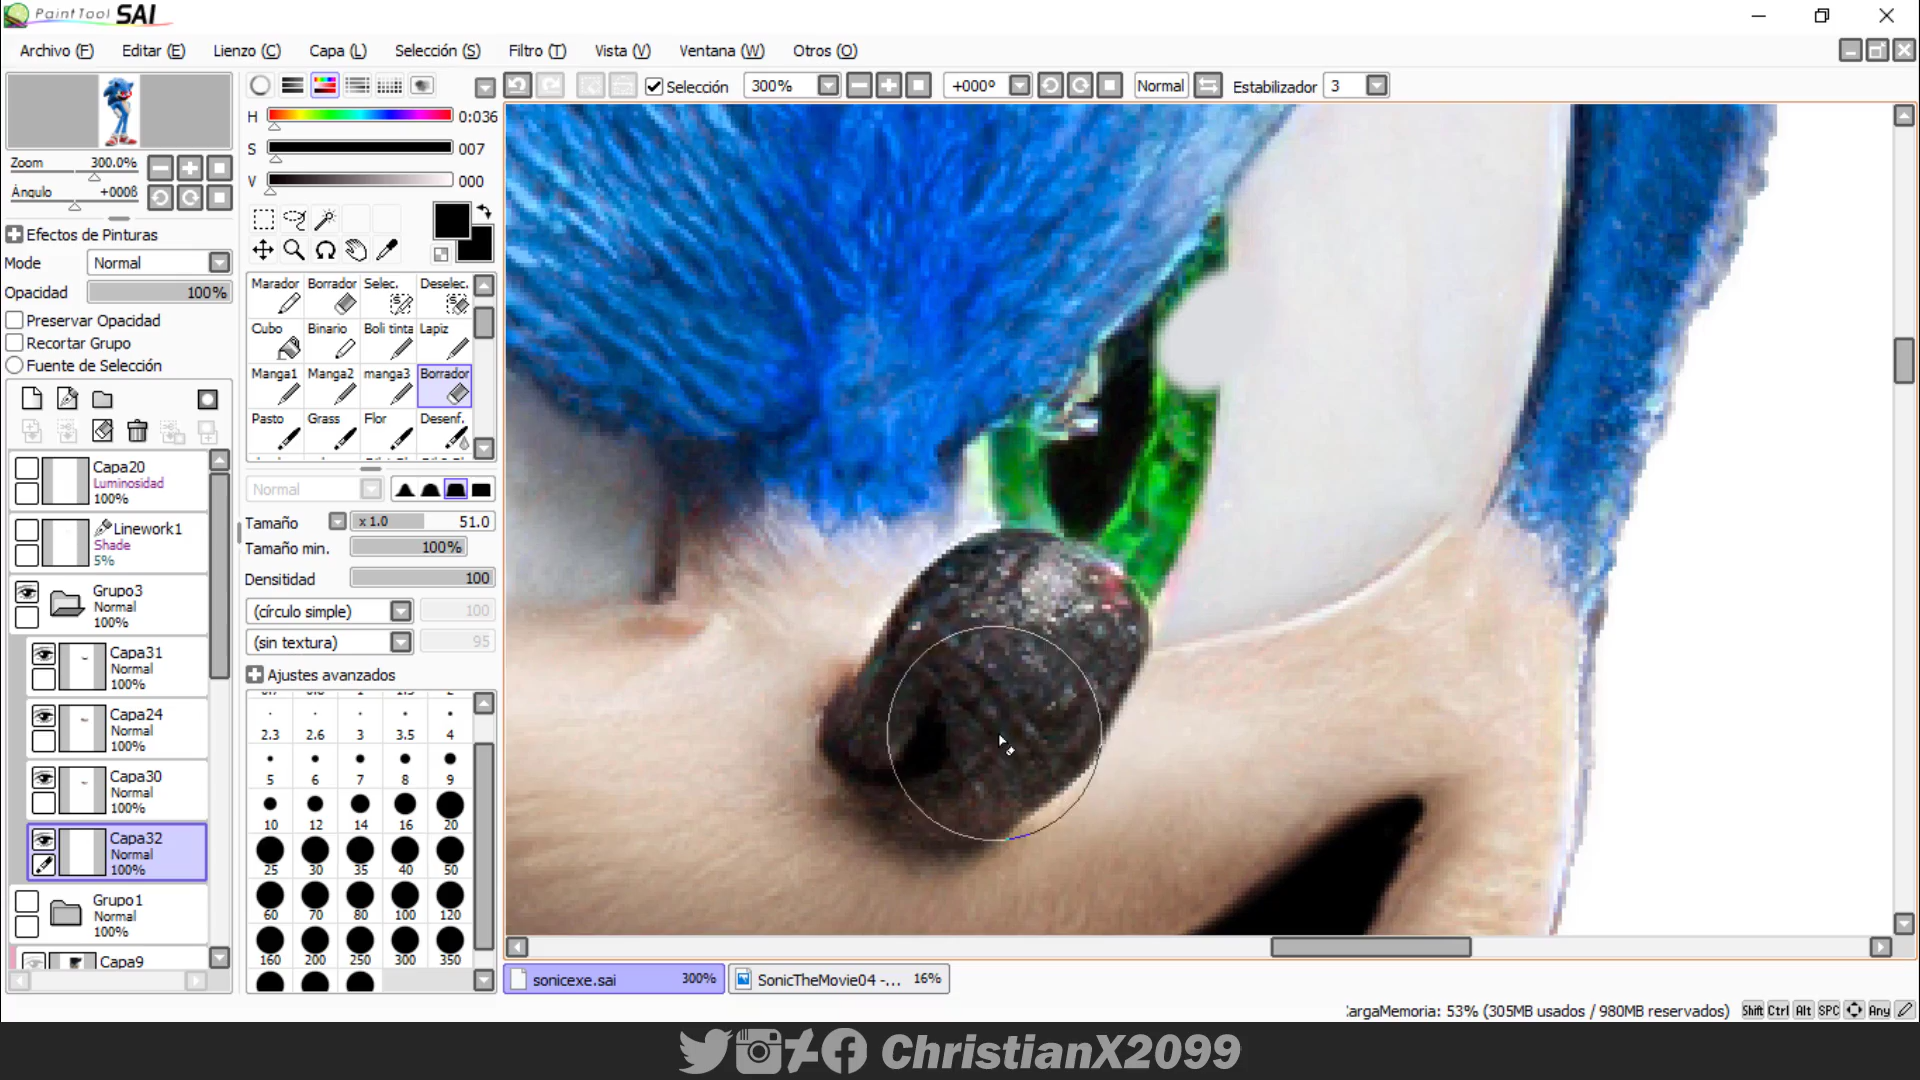 PaintTool SAI
Archivo (F) Editar (E) Lienzo (C) Capa (L) Selección (S) Filtro (T) Vista (V) Ventana (W) Otros (O)
Selección 300% +000º Normal Estabilizador 3
H 0:036
S 007
V 000
Zoom 300.0%
Ángulo +000ß
Efectos de Pinturas
Mode Normal
Opacidad 100%
Preservar Opacidad
Recortar Grupo
Fuente de Selección
Capa20
Luminosidad
100%
Linework1
Shade
5%
Grupo3
Normal
100%
Capa31
Normal
100%
Capa24
Normal
100%
Capa30
Normal
100%
Capa32
Normal
100%
Grupo1
Normal
100%
Capa9
Marador Borrador Selec. Deselec.
Cubo Binario Boli tinta Lapiz
Manga1 Manga2 manga3 Borrador
Pasto Grass Flor Desenf.
Normal
Tamaño x 1.0 51.0
Tamaño min. 100%
Densitidad 100
(círculo simple) 100
(sin textura) 95
Ajustes avanzados
2.3 2.6 3 3.5 4
5 6 7 8 9
10 12 14 16 20
25 30 35 40 50
60 70 80 100 120
160 200 250 300 350
sonicexe.sai 300% SonicTheMovie04 -... 16%
argaMemoria: 53% (305MB usados / 980MB reservados) Shift Ctrl Alt SPC Any
ChristianX2099